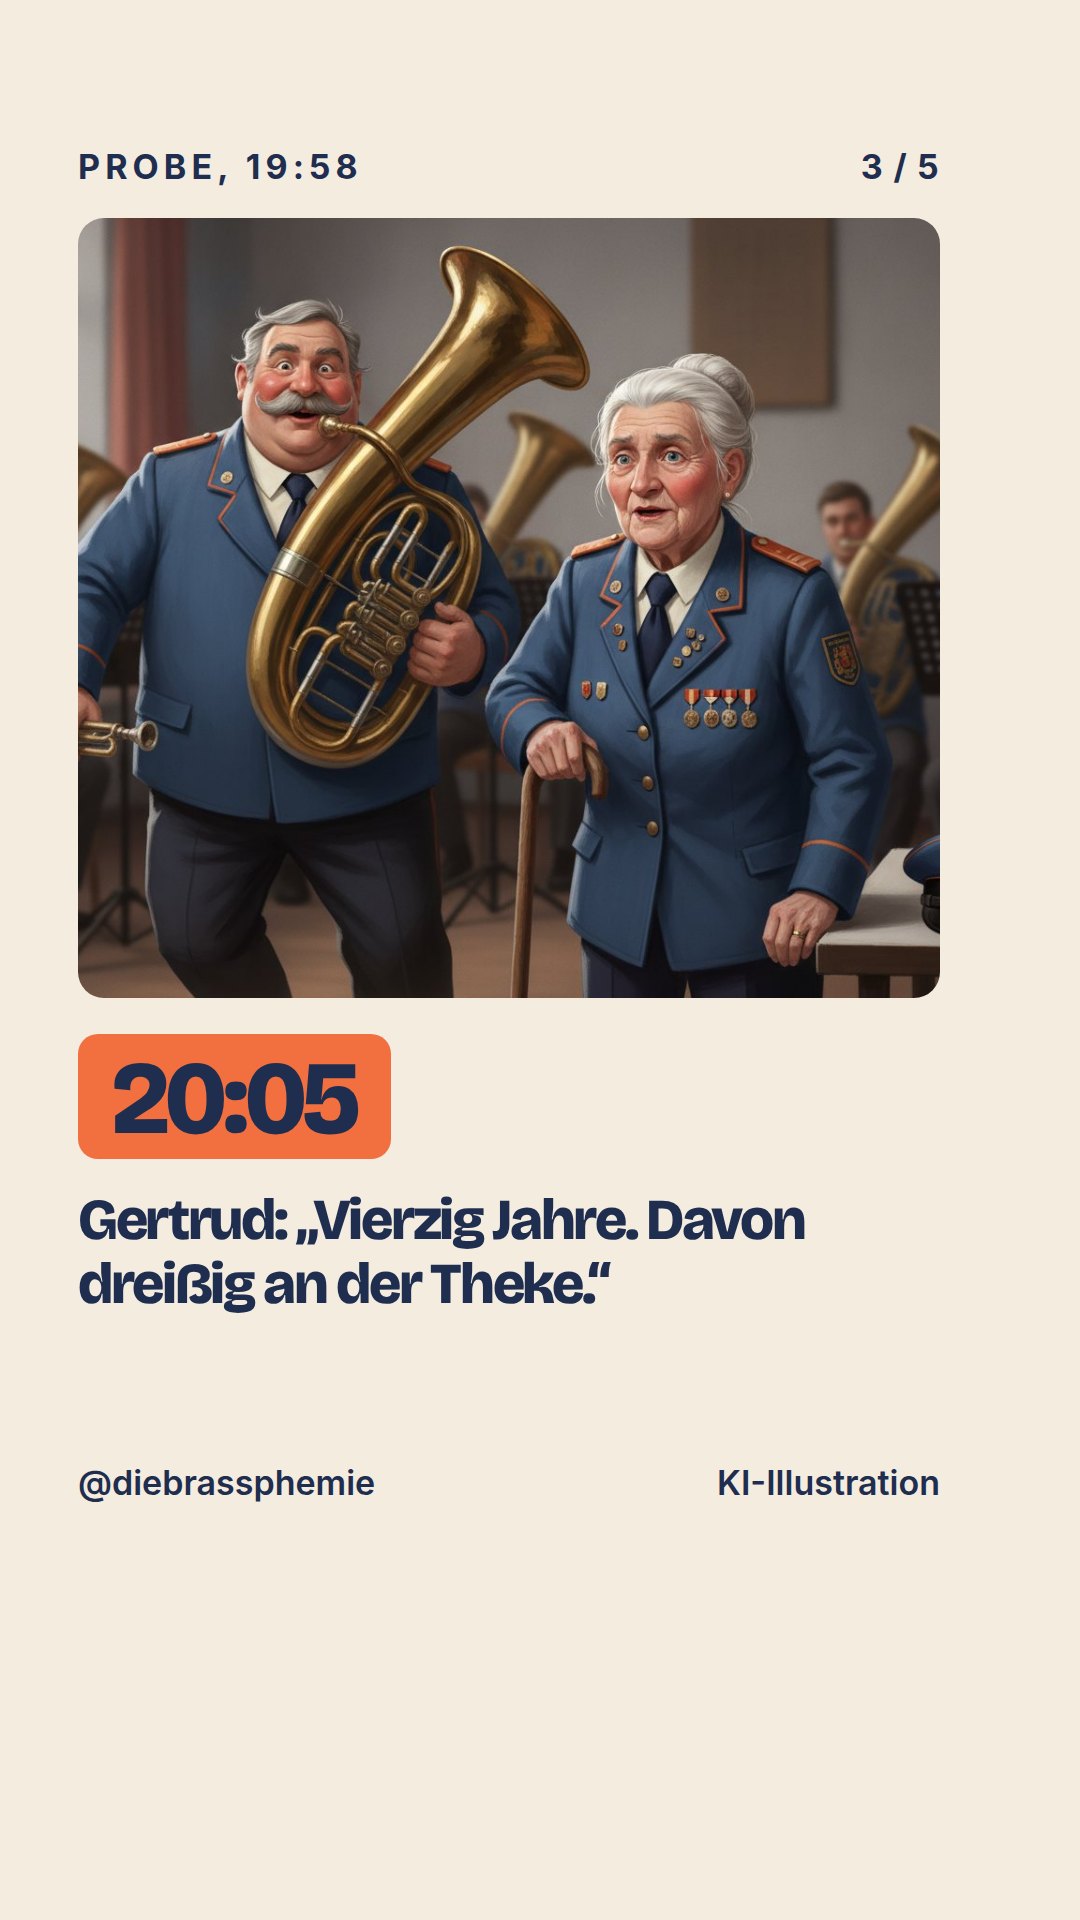 PROBE, 19:58
3 / 5
20:05
Gertrud: „Vierzig Jahre. Davon
dreißig an der Theke.“
@diebrassphemie
KI-Illustration